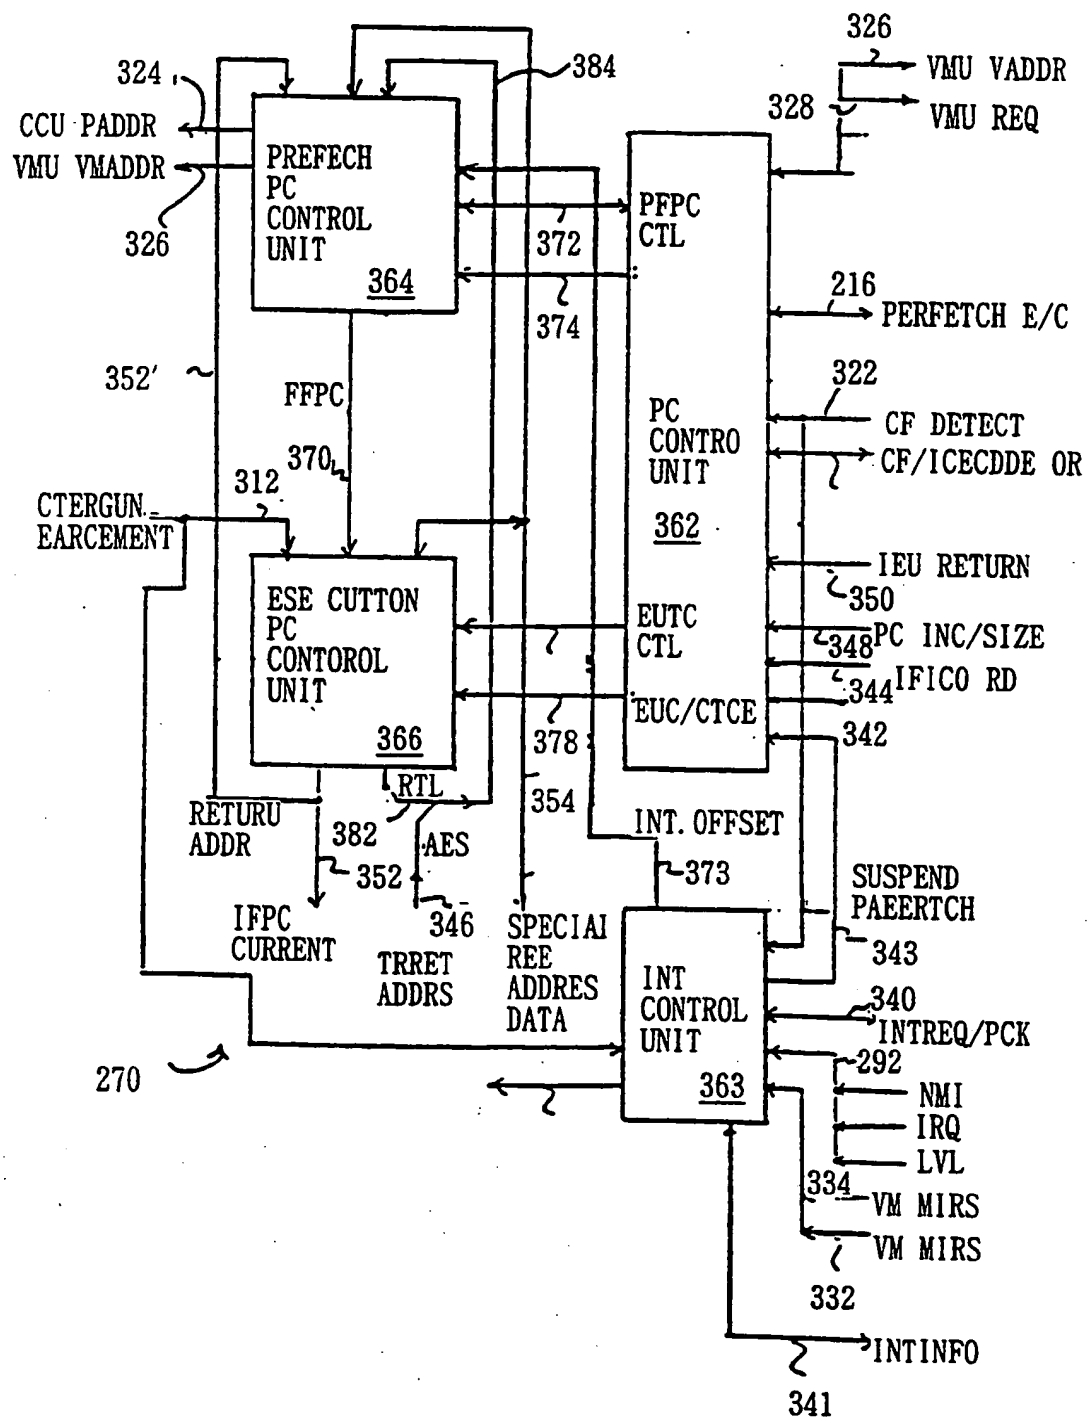 326
VMU VADDR
324
384
328
VMU REQ
CCU PADDR
VMU VMADDR
326
PREFECH
PC
CONTROL
UNIT
364
372
374
PFPC
CTL
216
PERFETCH E/C
352'
FFPC
370
322
CF DETECT
CF/ICECDDE OR
PC
CONTRO
UNIT
362
312
CTERGUN
EARCEMENT
IEU RETURN
350
ESE CUTTON
PC
CONTOROL
UNIT
366
EUTC
CTL
348
PC INC/SIZE
344
IFICO RD
EUC/CTCE
378
342
RTL
354
RETURU
ADDR
382
352
AES
346
INT. OFFSET
373
SUSPEND
PAEERTCH
343
IFPC
CURRENT
TRRET
ADDRS
SPECIAI
REE
ADDRES
DATA
INT
CONTROL
UNIT
363
340
INTREQ/PCK
292
NMI
IRQ
LVL
270
334
VM MIRS
VM MIRS
332
INTINFO
341